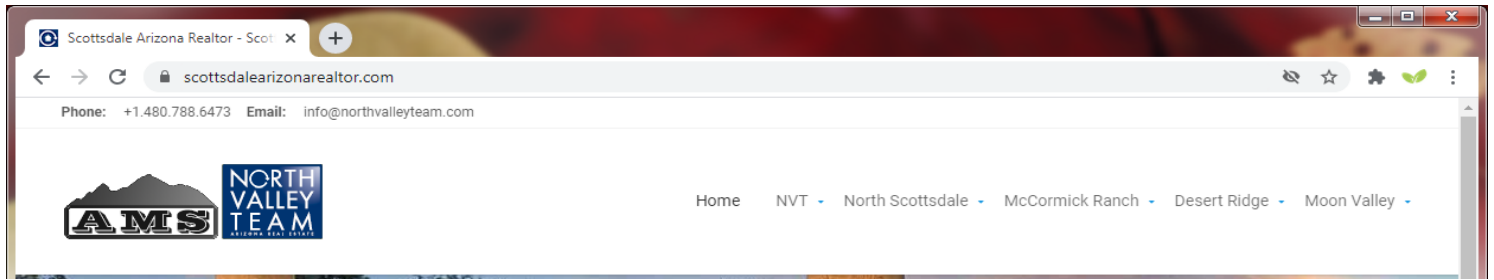 Scottsdale Arizona Realtor - Scot
scottsdalearizonarealtor.com
Phone: +1.480.788.6473 Email: info@northvalleyteam.com
AMS
NORTH
VALLEY
TEAM
ARIZONA REAL ESTATE
Home NVT North Scottsdale McCormick Ranch Desert Ridge Moon Valley